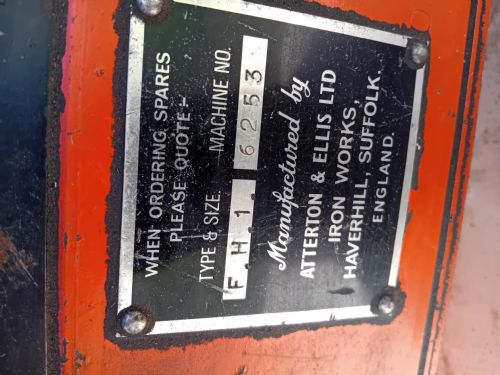 WHEN ORDERING SPARES
PLEASE QUOTE:-
TYPE & SIZE. MACHINE NO.
F.H.1. 6253
Manufactured by
ATTERTON & ELLIS LTD
IRON WORKS,
HAVERHILL, SUFFOLK.
ENGLAND.